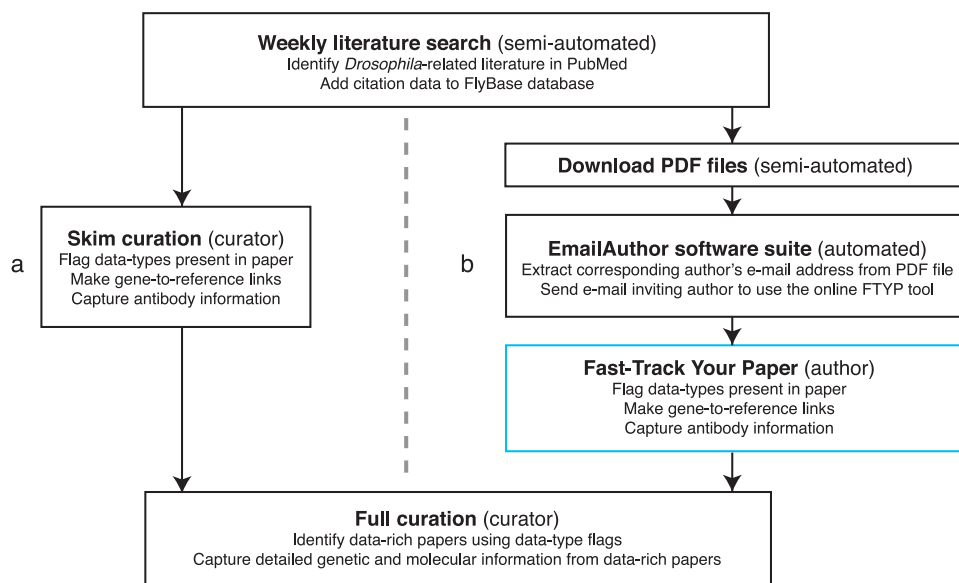 Weekly literature search (semi-automated)
Identify Drosophila-related literature in PubMed
Add citation data to FlyBase database
a
Skim curation (curator)
Flag data-types present in paper
Make gene-to-reference links
Capture antibody information
b
Download PDF files (semi-automated)
EmailAuthor software suite (automated)
Extract corresponding author's e-mail address from PDF file
Send e-mail inviting author to use the online FTYP tool
Fast-Track Your Paper (author)
Flag data-types present in paper
Make gene-to-reference links
Capture antibody information
Full curation (curator)
Identify data-rich papers using data-type flags
Capture detailed genetic and molecular information from data-rich papers